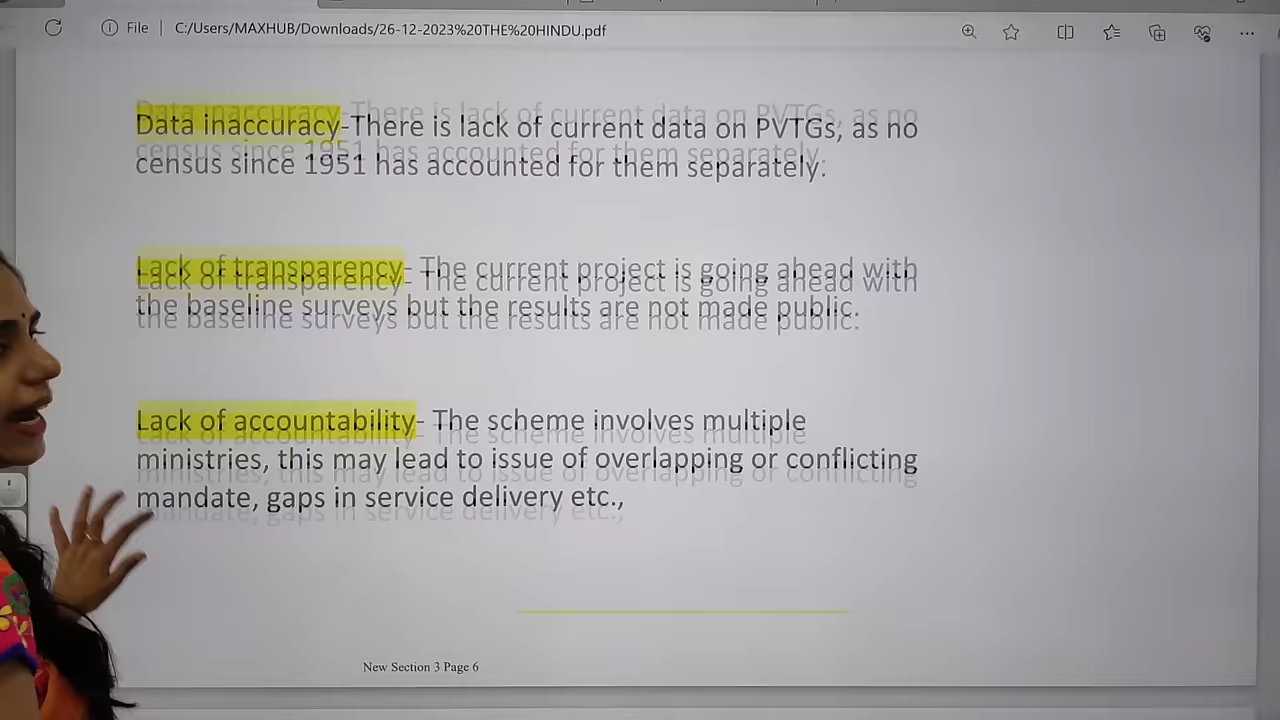 File
C:/Users/MAXHUB/Downloads/26-12-2023%20THE%20HINDU.pdf
Data inaccuracy-There is lack of current data on PVTGs, as no
census since 1951 has accounted for them separately.
Lack of transparency- The current project is going ahead with
the baseline surveys but the results are not made public.
Lack of accountability- The scheme involves multiple
ministries, this may lead to issue of overlapping or conflicting
mandate, gaps in service delivery etc.,
New Section 3 Page 6